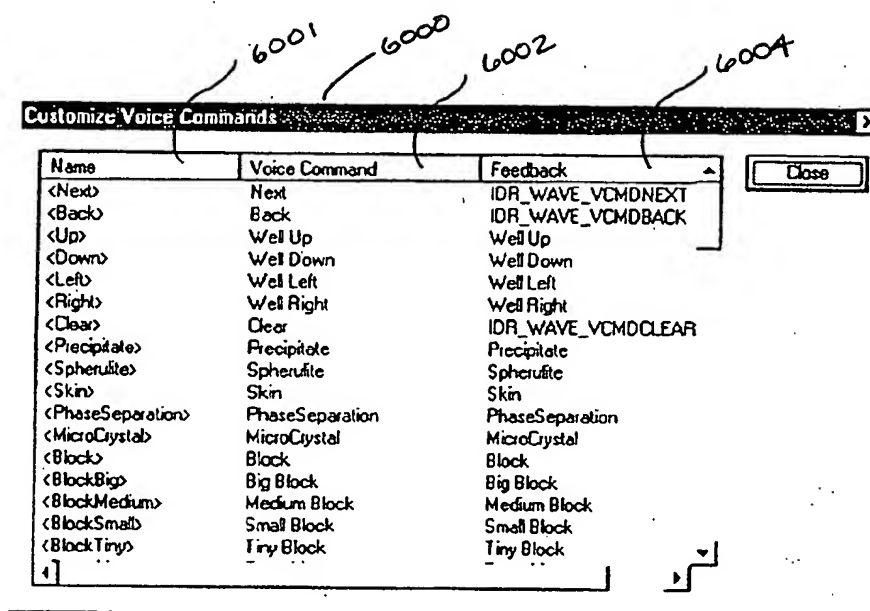 6001 6000 6002 6004
Customize Voice Commands
Name Voice Command Feedback Close
<Next> Next IDR_WAVE_VCMDNEXT
<Back> Back IDR_WAVE_VCMDBACK
<Up> Well Up Well Up
<Down> Well Down Well Down
<Left> Well Left Well Left
<Right> Well Right Well Right
<Clear> Clear IDR_WAVE_VCMDCLEAR
<Precipitate> Precipitate Precipitate
<Spherulite> Spherulite Spherulite
<Skin> Skin Skin
<PhaseSeparation> PhaseSeparation PhaseSeparation
<MicroCrystal> MicroCrystal MicroCrystal
<Block> Block Block
<BlockBig> Big Block Big Block
<BlockMedium> Medium Block Medium Block
<BlockSmall> Small Block Small Block
<BlockTiny> Tiny Block Tiny Block